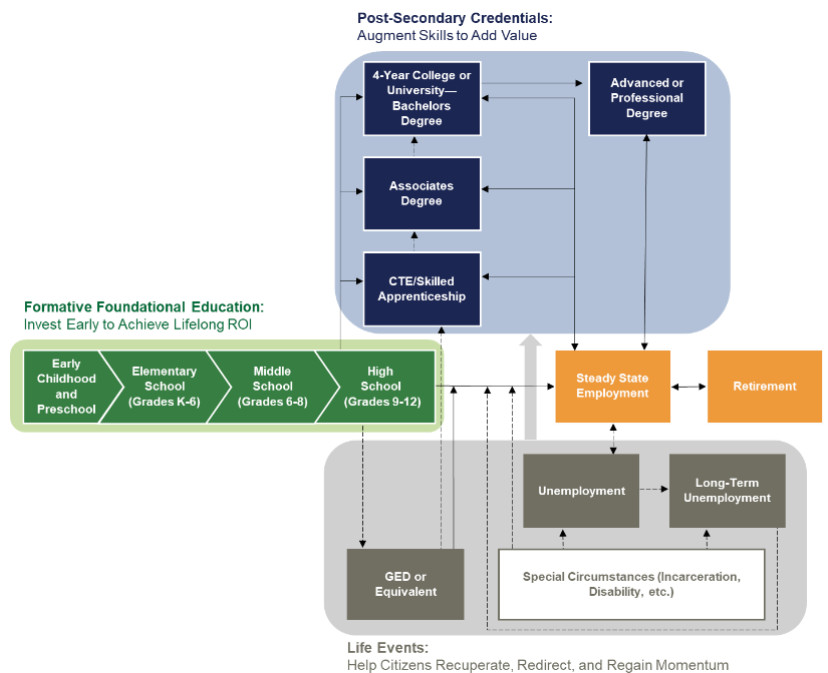 Post-Secondary Credentials:
Augment Skills to Add Value
4-Year College or
University—
Bachelors
Degree
Advanced or
Professional
Degree
Associates
Degree
CTE/Skilled
Apprenticeship
Formative Foundational Education:
Invest Early to Achieve Lifelong ROI
Early
Childhood
and
Preschool
Elementary
School
(Grades K-6)
Middle
School
(Grades 6-8)
High
School
(Grades 9-12)
Steady State
Employment
Retirement
Unemployment
Long-Term
Unemployment
GED or
Equivalent
Special Circumstances (Incarceration,
Disability, etc.)
Life Events:
Help Citizens Recuperate, Redirect, and Regain Momentum